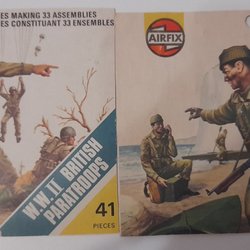 ES MAKING 33 ASSEMBLIES
ES CONSTITUANT 33 ENSEMBLES
W.W.II BRITISH
PARATROOPS
41
PIECES
AIRFIX